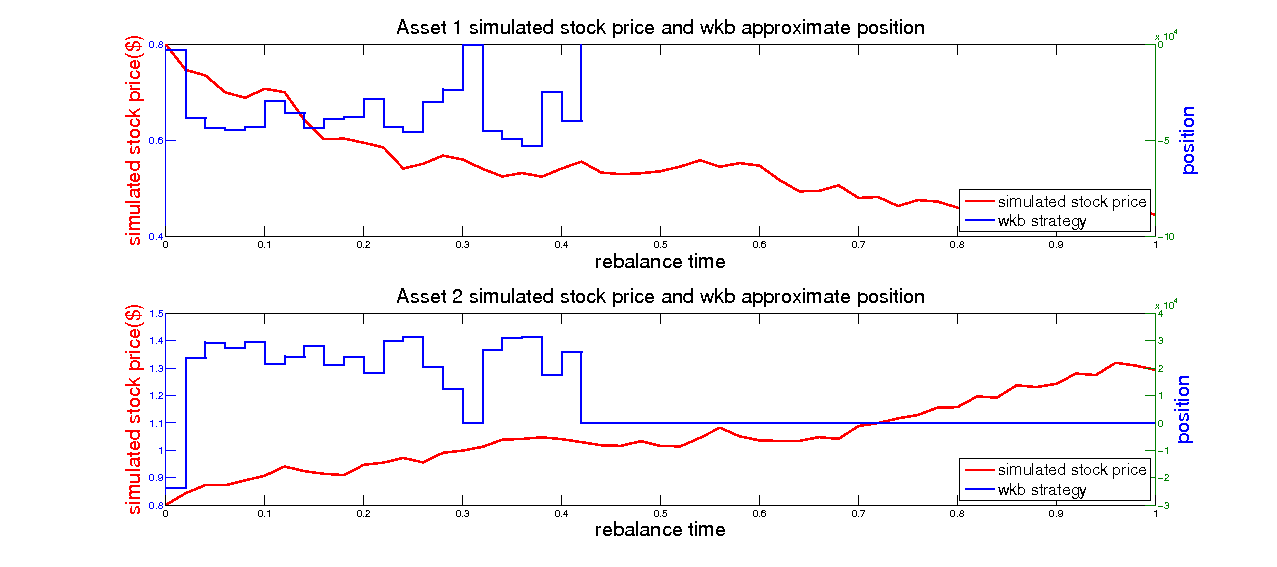 Asset 1 simulated stock price and wkb approximate position
x 10^4
0.8
0.6
0.4
simulated stock price($)
0
-5
-10
position
simulated stock price
wkb strategy
0 0.1 0.2 0.3 0.4 0.5 0.6 0.7 0.8 0.9 1
rebalance time
Asset 2 simulated stock price and wkb approximate position
x 10^4
1.5
1.4
1.3
1.2
1.1
1
0.9
0.8
simulated stock price($)
4
3
2
1
0
-1
-2
-3
position
simulated stock price
wkb strategy
0 0.1 0.2 0.3 0.4 0.5 0.6 0.7 0.8 0.9 1
rebalance time